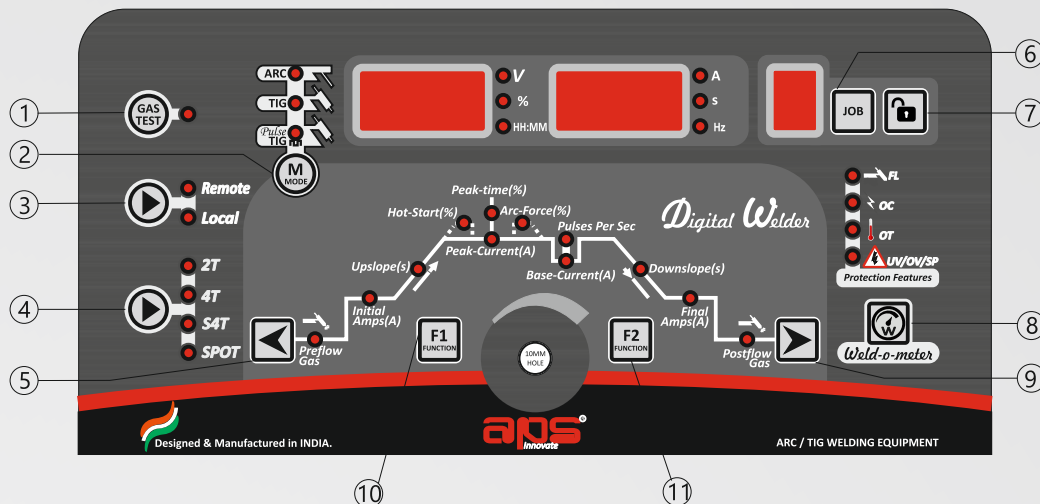 1
GAS
TEST
2
3
Remote
Local
4
2T
4T
S4T
SPOT
5
ARC
TIG
Pulse
TIG
M
MODE
V
%
HH:MM
A
s
Hz
JOB
6
7
Digital Welder
Peak-time(%)
Hot-Start(%)
Arc-Force(%)
Peak-Current(A)
Pulses Per Sec
Base-Current(A)
Upslope(s)
Downslope(s)
Initial
Amps(A)
Final
Amps(A)
Preflow
Gas
Postflow
Gas
F1
FUNCTION
10MM
HOLE
F2
FUNCTION
FL
OC
OT
UV/OV/SP
Protection Features
W
Weld-o-meter
8
9
Designed & Manufactured in INDIA.
aps
innovate
ARC / TIG WELDING EQUIPMENT
10
11